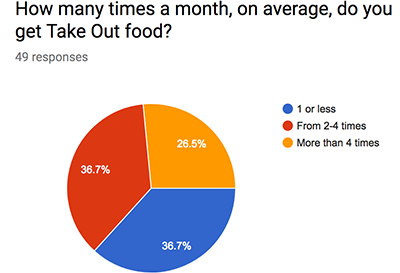 How many times a month, on average, do you
get Take Out food?
49 responses
1 or less
From 2-4 times
More than 4 times
26.5%
36.7%
36.7%